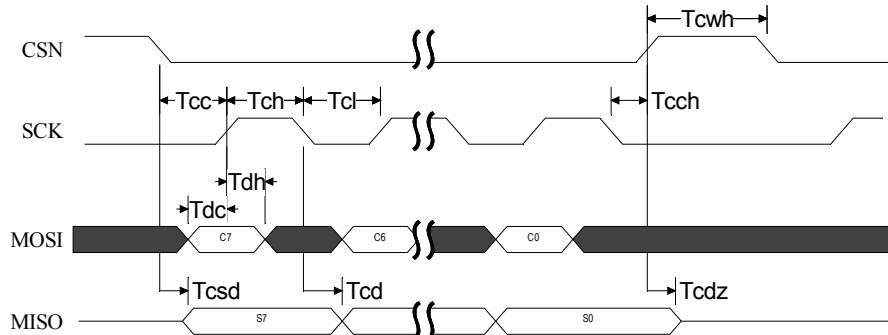 Tcwh
CSN
Tcc Tch Tcl Tcch
SCK
Tdh
Tdc
MOSI C7 C6 C0
Tcsd Tcd Tcdz
MISO S7 S0